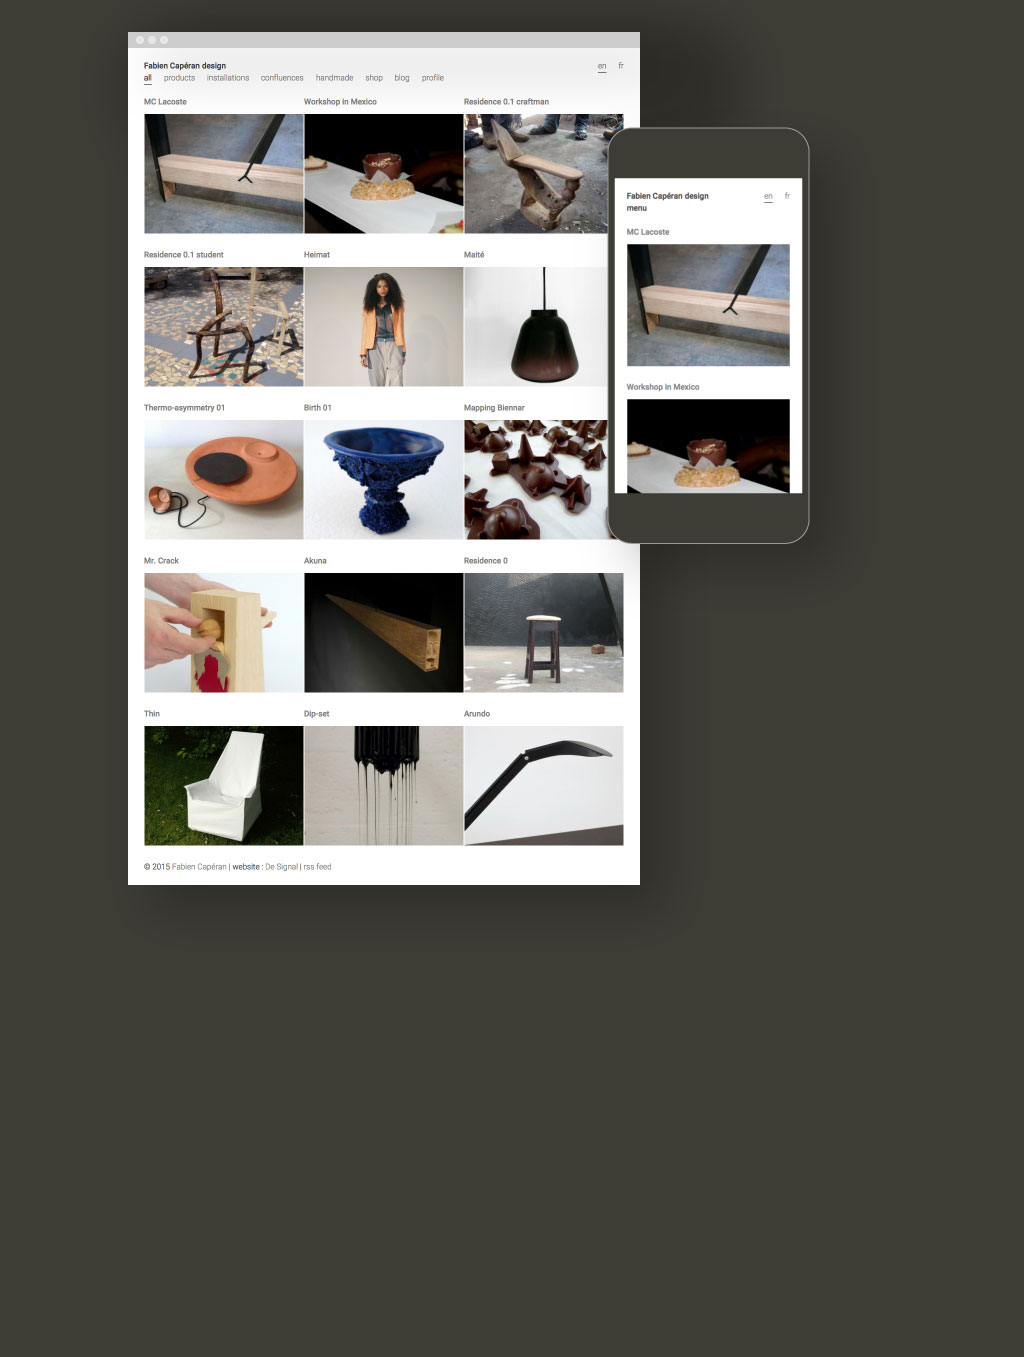 Fabien Capéran design
en fr
all products installations confluences handmade shop blog profile
MC Lacoste
Workshop in Mexico
Residence 0.1 craftman
Residence 0.1 student
Heimat
Maité
Thermo-asymmetry 01
Birth 01
Mapping Biennar
Mr. Crack
Akuna
Residence 0
Thin
Dip-set
Arundo
© 2015 Fabien Capéran | website : De Signal | rss feed
Fabien Capéran design
en fr
menu
MC Lacoste
Workshop in Mexico